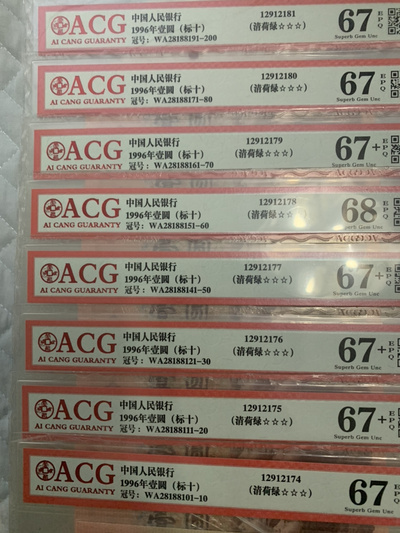 ACG
AI CANG GUARANTY
中国人民银行
1996年壹圆（标十）
冠号：WA28188191-200
12912181
（清荷绿☆☆☆）
67 EPQ
Superb Gem Unc
ACG
AI CANG GUARANTY
中国人民银行
1996年壹圆（标十）
冠号：WA28188171-80
12912180
（清荷绿☆☆☆）
67 EPQ
Superb Gem Unc
ACG
AI CANG GUARANTY
中国人民银行
1996年壹圆（标十）
冠号：WA28188161-70
12912179
（清荷绿☆☆☆）
67+ EPQ
Superb Gem Unc
ACG
AI CANG GUARANTY
中国人民银行
1996年壹圆（标十）
冠号：WA28188151-60
12912178
（清荷绿☆☆☆）
68 EPQ
ACG
AI CANG GUARANTY
中国人民银行
1996年壹圆（标十）
冠号：WA28188141-50
12912177
（清荷绿☆☆☆）
67+ EPQ
Superb Gem Unc
ACG
AI CANG GUARANTY
中国人民银行
1996年壹圆（标十）
冠号：WA28188121-30
12912176
（清荷绿☆☆☆）
67+ EPQ
Superb Gem Unc
ACG
AI CANG GUARANTY
中国人民银行
1996年壹圆（标十）
冠号：WA28188111-20
12912175
（清荷绿☆☆☆）
67+ EPQ
Superb Gem Unc
ACG
AI CANG GUARANTY
中国人民银行
1996年壹圆（标十）
冠号：WA28188101-10
12912174
（清荷绿☆☆☆）
67 EPQ
Superb Gem Unc